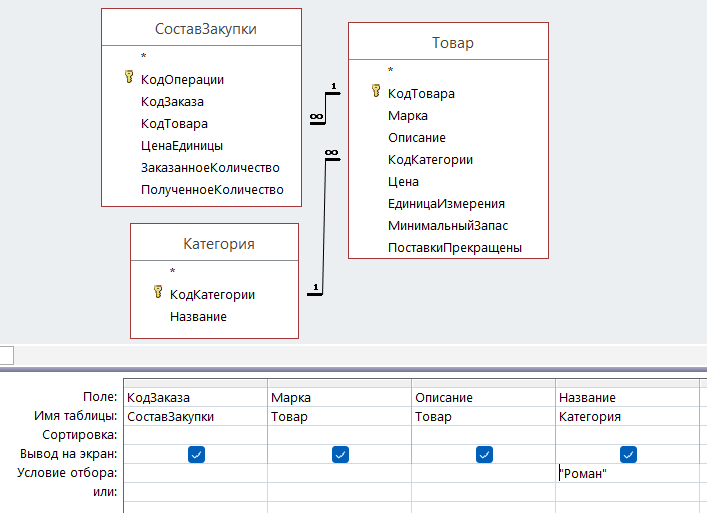 СоставЗакупки
*
КодОперации
КодЗаказа
КодТовара
ЦенаЕдиницы
ЗаказанноеКоличество
ПолученноеКоличество
1
∞
Товар
*
КодТовара
Марка
Описание
КодКатегории
Цена
ЕдиницаИзмерения
МинимальныйЗапас
ПоставкиПрекращены
∞
1
Категория
*
КодКатегории
Название
Поле: КодЗаказа Марка Описание Название
Имя таблицы: СоставЗакупки Товар Товар Категория
Сортировка:
Вывод на экран:
Условие отбора: "Роман"
или: